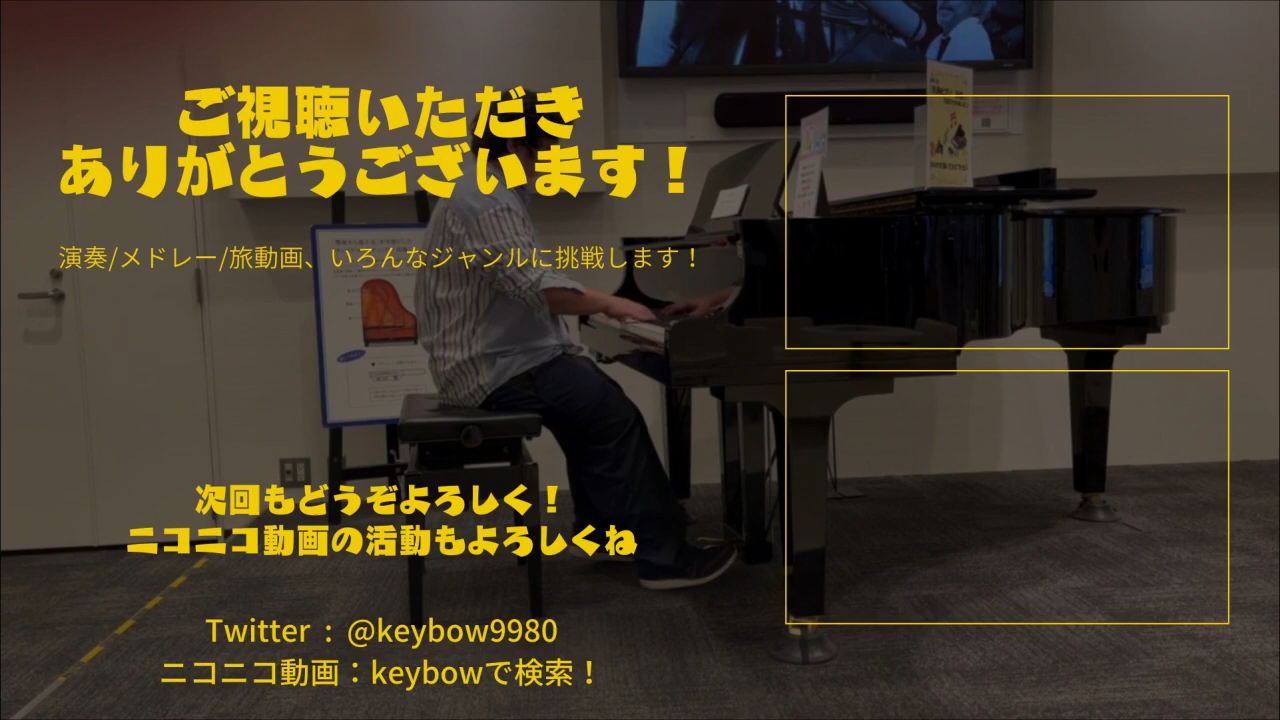 ご視聴いただき
ありがとうございます！
演奏/メドレー/旅動画、いろんなジャンルに挑戦します！
次回もどうぞよろしく！
ニコニコ動画の活動もよろしくね
Twitter : @keybow9980
ニコニコ動画：keybowで検索！